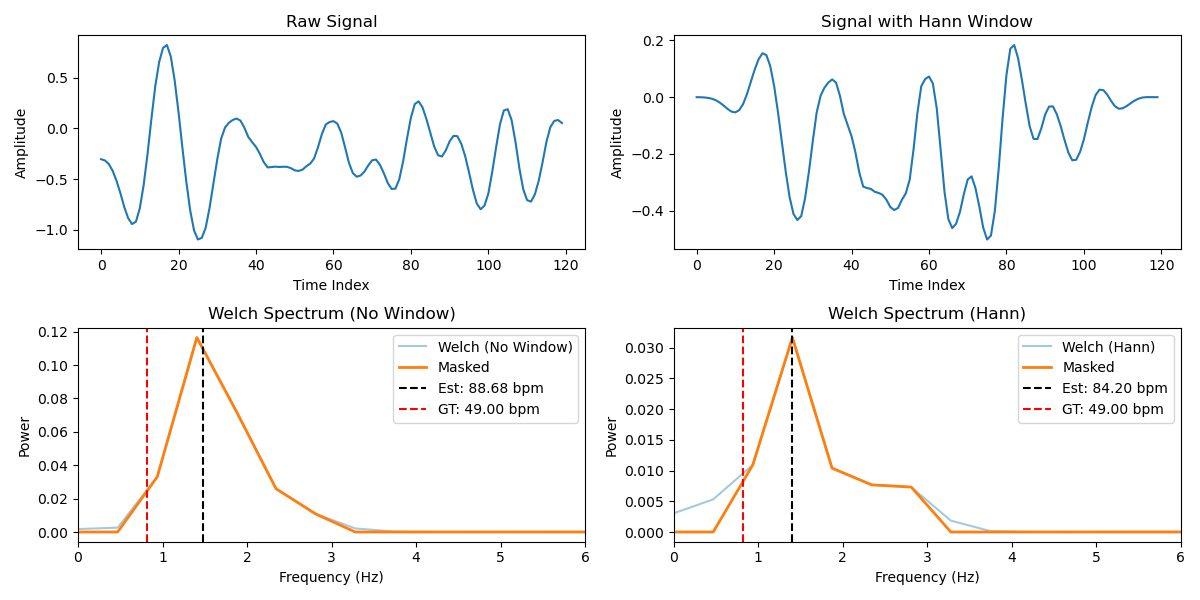 Raw Signal
Amplitude
0.5
0.0
−0.5
−1.0
0 20 40 60 80 100 120
Time Index
Signal with Hann Window
Amplitude
0.2
0.0
−0.2
−0.4
0 20 40 60 80 100 120
Time Index
Welch Spectrum (No Window)
Power
0.12
0.10
0.08
0.06
0.04
0.02
0.00
Welch (No Window)
Masked
Est: 88.68 bpm
GT: 49.00 bpm
0 1 2 3 4 5 6
Frequency (Hz)
Welch Spectrum (Hann)
Power
0.030
0.025
0.020
0.015
0.010
0.005
0.000
Welch (Hann)
Masked
Est: 84.20 bpm
GT: 49.00 bpm
0 1 2 3 4 5 6
Frequency (Hz)